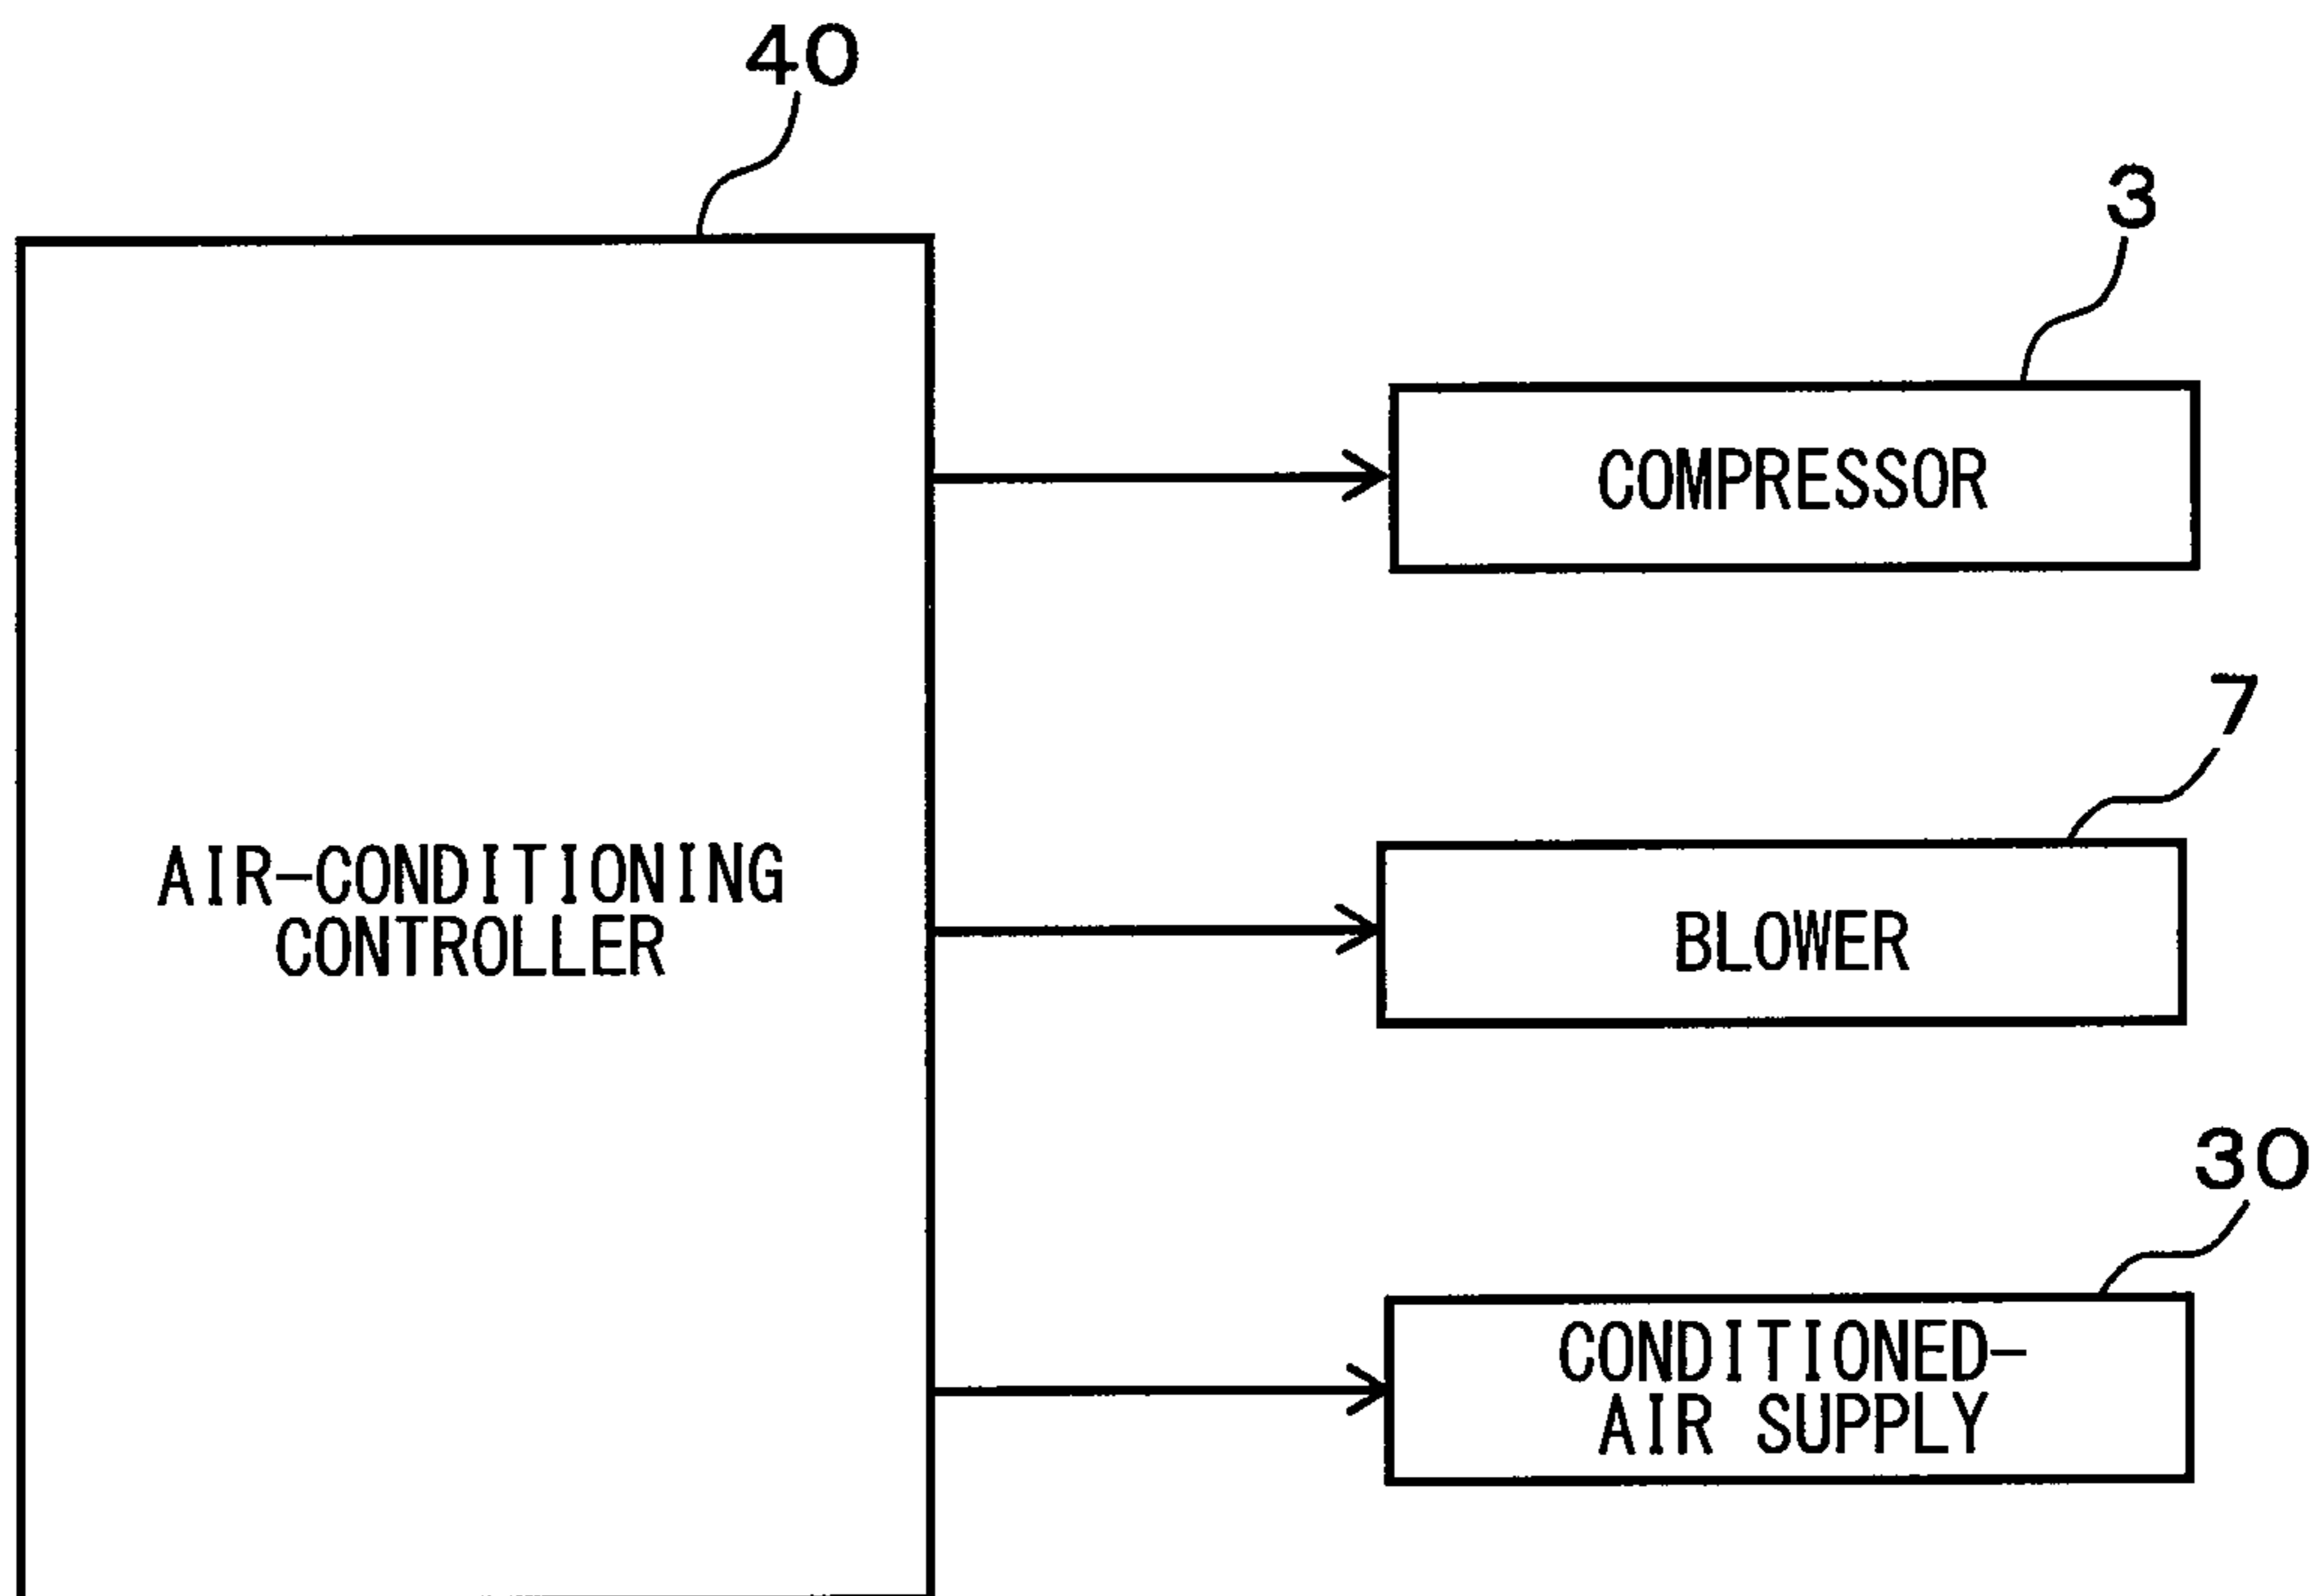 40
3
COMPRESSOR
7
AIR-CONDITIONING
CONTROLLER
BLOWER
30
CONDITIONED-
AIR SUPPLY